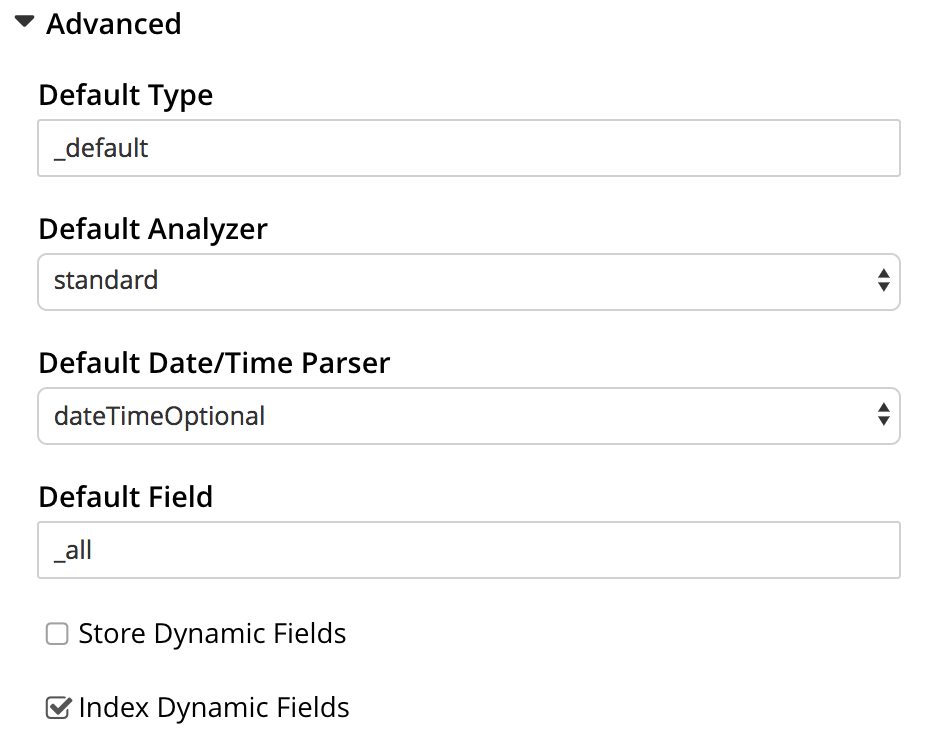 Advanced
Default Type
_default
Default Analyzer
standard
Default Date/Time Parser
dateTimeOptional
Default Field
_all
Store Dynamic Fields
Index Dynamic Fields